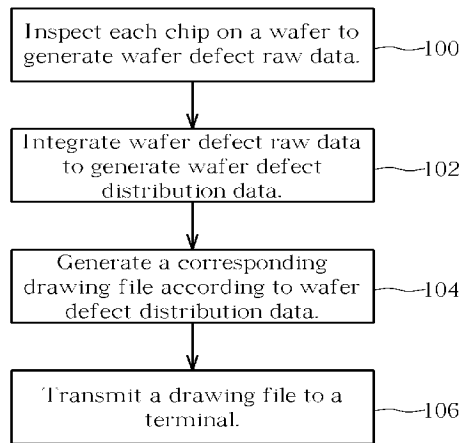 Inspect each chip on a wafer to
generate wafer defect raw data.
100
Integrate wafer defect raw data
to generate wafer defect
distribution data.
102
Generate a corresponding
drawing file according to wafer
defect distribution data.
104
Transmit a drawing file to a
terminal.
106